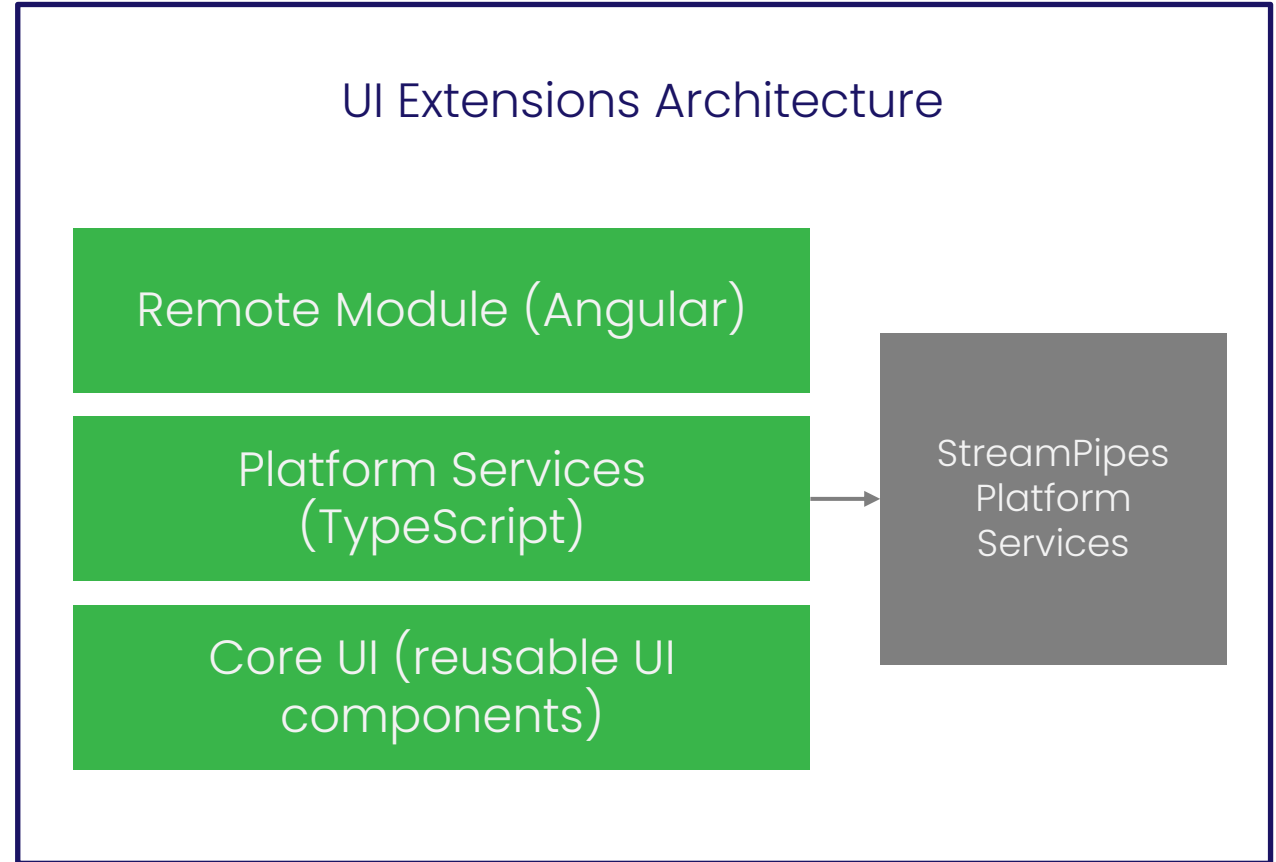 UI Extensions Architecture
Remote Module (Angular)
Platform Services
(TypeScript)
Core UI (reusable UI
components)
StreamPipes
Platform
Services